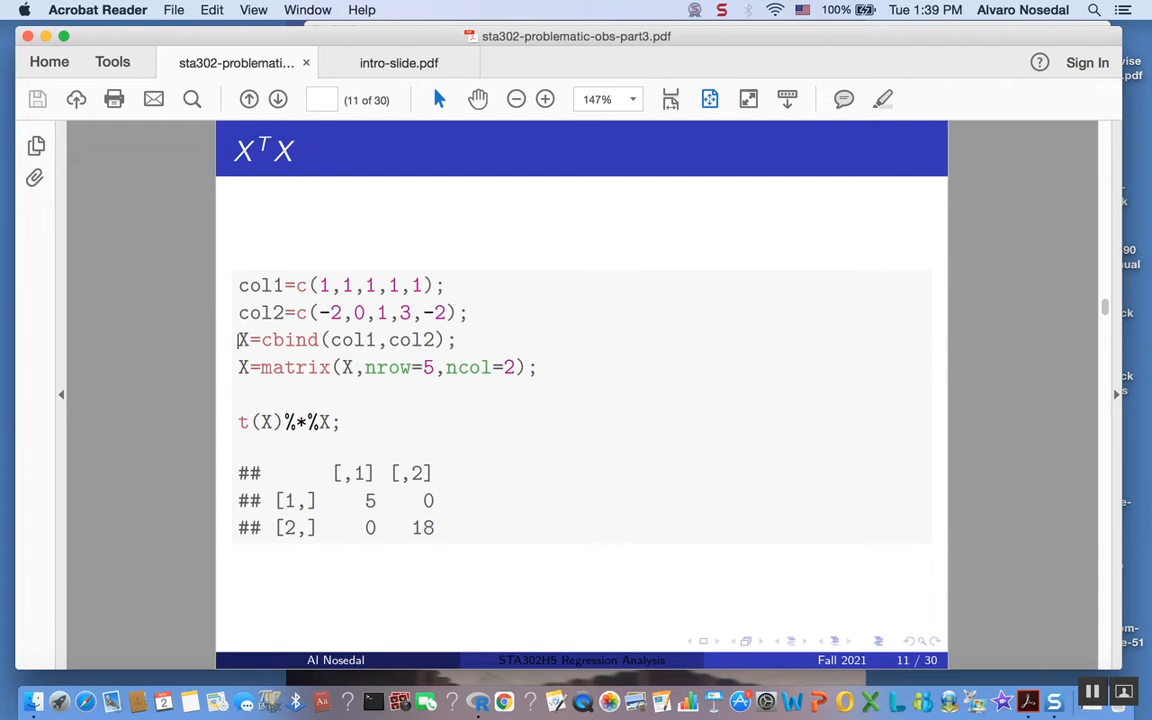 Acrobat Reader File Edit View Window Help S 100% Tue 1:39 PM Alvaro Nosedal
sta302-problematic-obs-part3.pdf
Home Tools sta302-problemati... × intro-slide.pdf ? Sign In
(11 of 30) 147%
X^T X
col1=c(1,1,1,1,1);
col2=c(-2,0,1,3,-2);
X=cbind(col1,col2);
X=matrix(X,nrow=5,ncol=2);
t(X)%*%X;
## [,1] [,2]
## [1,] 5 0
## [2,] 0 18
Al Nosedal STA302H5 Regression Analysis Fall 2021 11 / 30